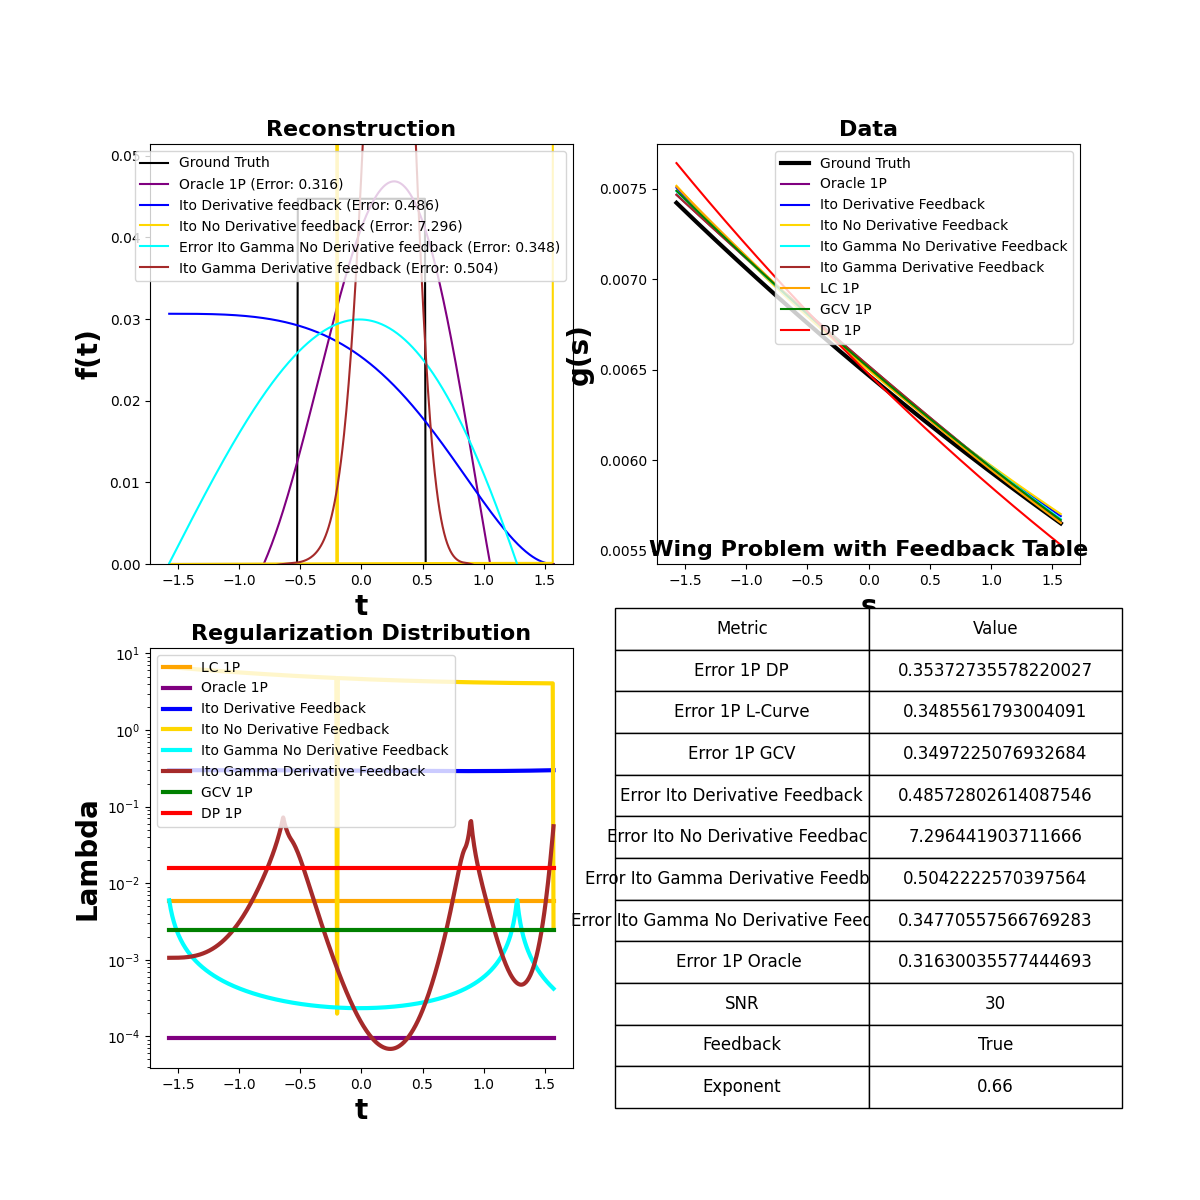 Reconstruction
f(t)
0.05
0.04
0.03
0.02
0.01
0.00
Ground Truth
Oracle 1P (Error: 0.316)
Ito Derivative feedback (Error: 0.486)
Ito No Derivative feedback (Error: 7.296)
Error Ito Gamma No Derivative feedback (Error: 0.348)
Ito Gamma Derivative feedback (Error: 0.504)
−1.5 −1.0 −0.5 0.0 0.5 1.0 1.5
t
Data
g(s)
0.0075
0.0070
0.0065
0.0060
0.0055
Ground Truth
Oracle 1P
Ito Derivative Feedback
Ito No Derivative Feedback
Ito Gamma No Derivative Feedback
Ito Gamma Derivative Feedback
LC 1P
GCV 1P
DP 1P
−1.5 −1.0 −0.5 0.0 0.5 1.0 1.5
s
Regularization Distribution
Lambda
10¹
10⁰
10⁻¹
10⁻²
10⁻³
10⁻⁴
LC 1P
Oracle 1P
Ito Derivative Feedback
Ito No Derivative Feedback
Ito Gamma No Derivative Feedback
Ito Gamma Derivative Feedback
GCV 1P
DP 1P
−1.5 −1.0 −0.5 0.0 0.5 1.0 1.5
t
Wing Problem with Feedback Table
Metric Value
Error 1P DP 0.35372735578220027
Error 1P L-Curve 0.3485561793004091
Error 1P GCV 0.3497225076932684
Error Ito Derivative Feedback 0.48572802614087546
Error Ito No Derivative Feedbac 7.296441903711666
Error Ito Gamma Derivative Feedb 0.5042222570397564
Error Ito Gamma No Derivative Feed 0.34770557566769283
Error 1P Oracle 0.31630035577444693
SNR 30
Feedback True
Exponent 0.66